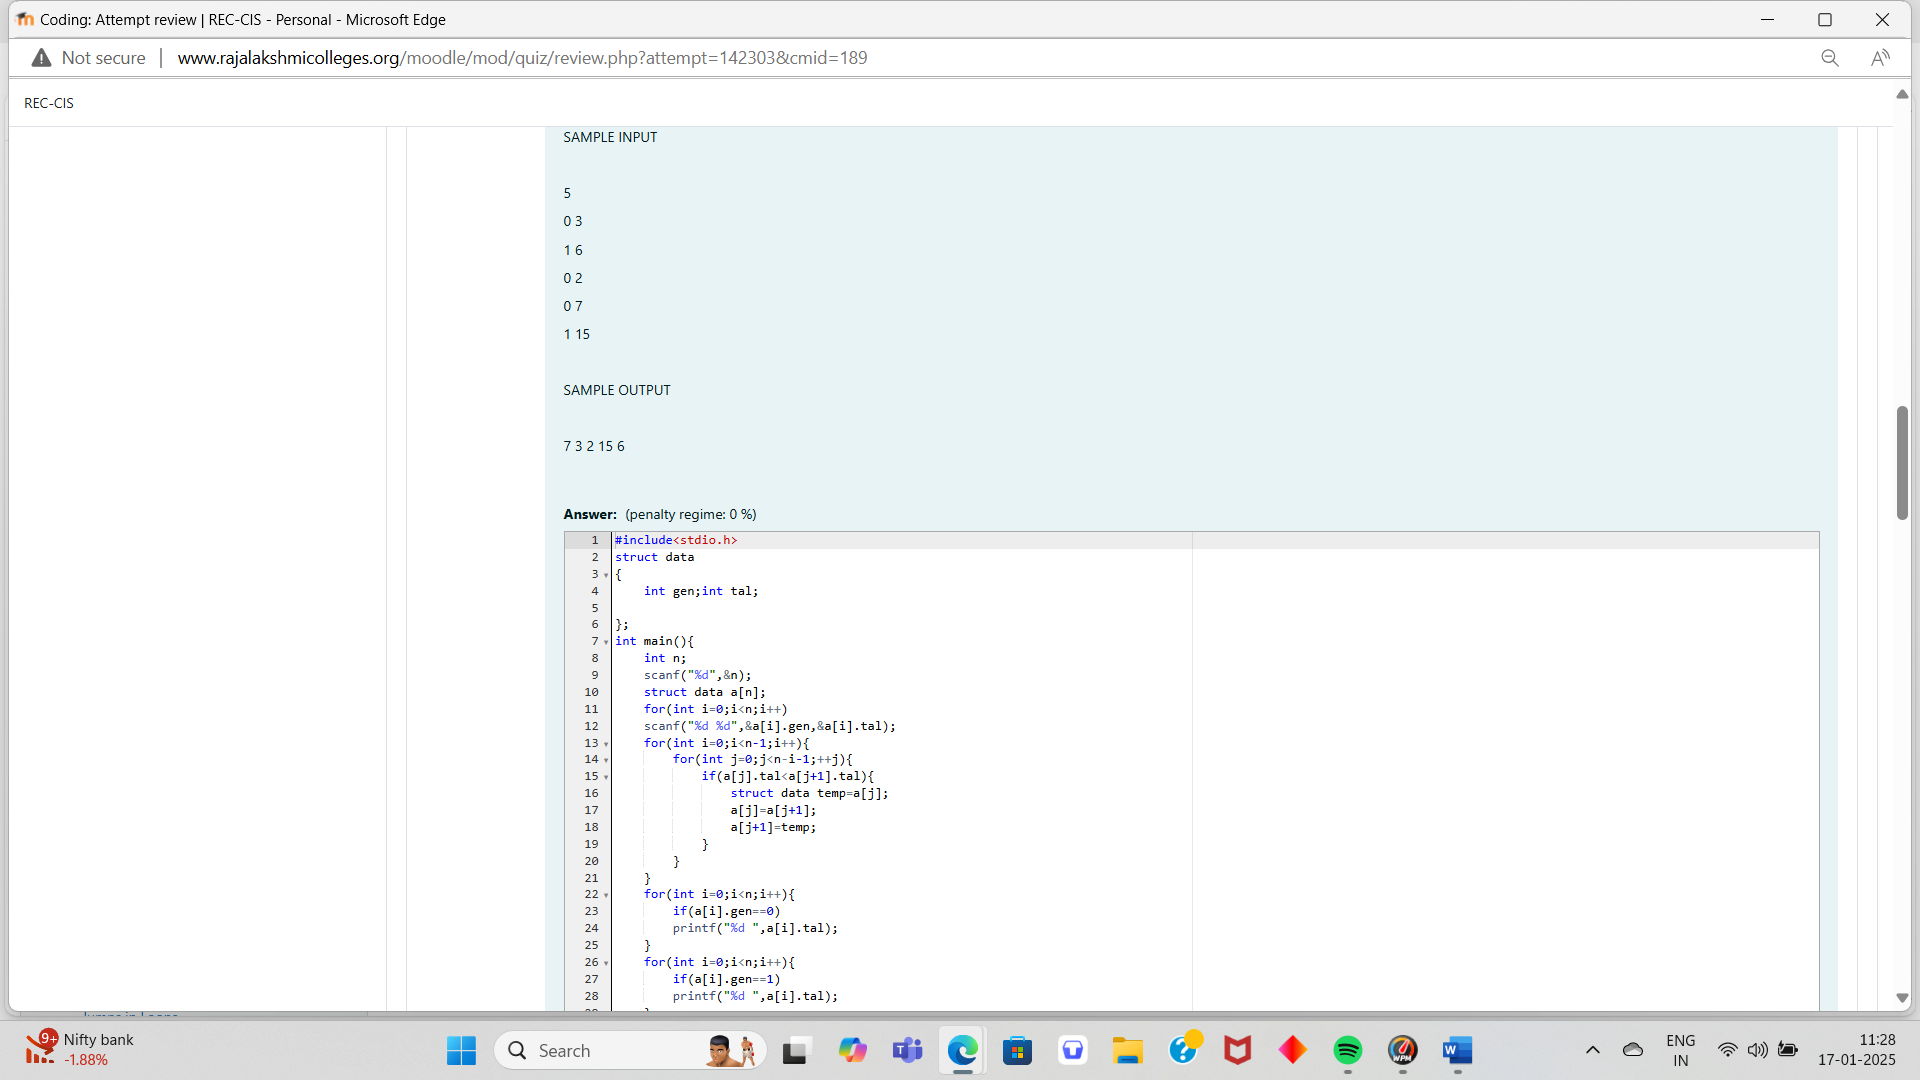 Coding: Attempt review | REC-CIS - Personal - Microsoft Edge
Not secure | www.rajalakshmicolleges.org/moodle/mod/quiz/review.php?attempt=142303&cmid=189
REC-CIS
SAMPLE INPUT
5
0 3
1 6
0 2
0 7
1 15
SAMPLE OUTPUT
7 3 2 15 6
Answer: (penalty regime: 0 %)
1 #include<stdio.h>
2 struct data
3 {
4     int gen;int tal;
5
6 };
7 int main(){
8     int n;
9     scanf("%d",&n);
10     struct data a[n];
11     for(int i=0;i<n;i++)
12     scanf("%d %d",&a[i].gen,&a[i].tal);
13     for(int i=0;i<n-1;i++){
14         for(int j=0;j<n-i-1;++j){
15             if(a[j].tal<a[j+1].tal){
16                 struct data temp=a[j];
17                 a[j]=a[j+1];
18                 a[j+1]=temp;
19             }
20         }
21     }
22     for(int i=0;i<n;i++){
23         if(a[i].gen==0)
24         printf("%d ",a[i].tal);
25     }
26     for(int i=0;i<n;i++){
27         if(a[i].gen==1)
28         printf("%d ",a[i].tal);
9+ Nifty bank
-1.88%
Search
WPM
ENG
IN
11:28
17-01-2025